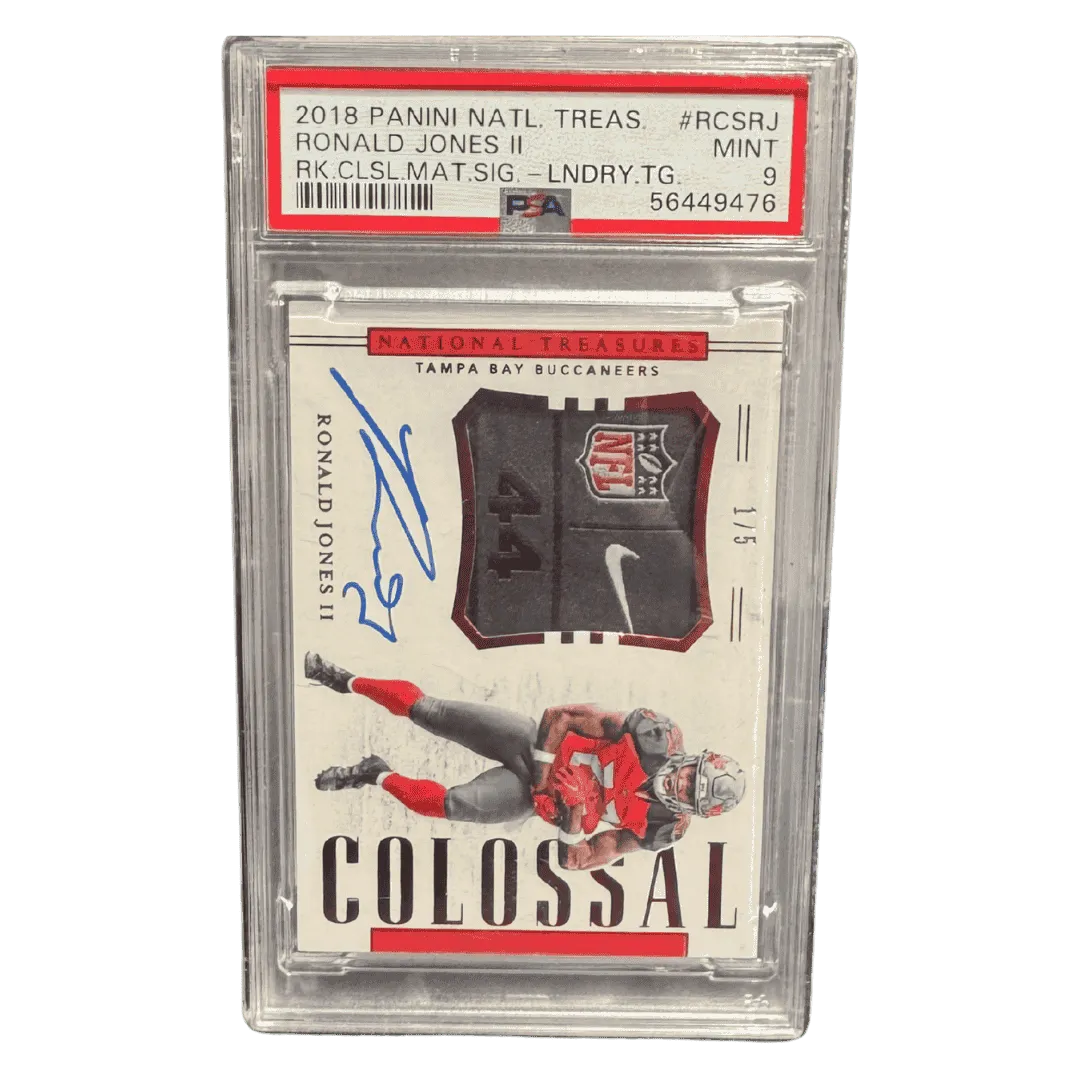 2018 PANINI NATL. TREAS. #RCSRJ
RONALD JONES II MINT
RK.CLSL.MAT.SIG.-LNDRY.TG. 9
PSA 56449476
NATIONAL TREASURES
TAMPA BAY BUCCANEERS
RONALD JONES II
26
44
NFL
1/5
COLOSSAL